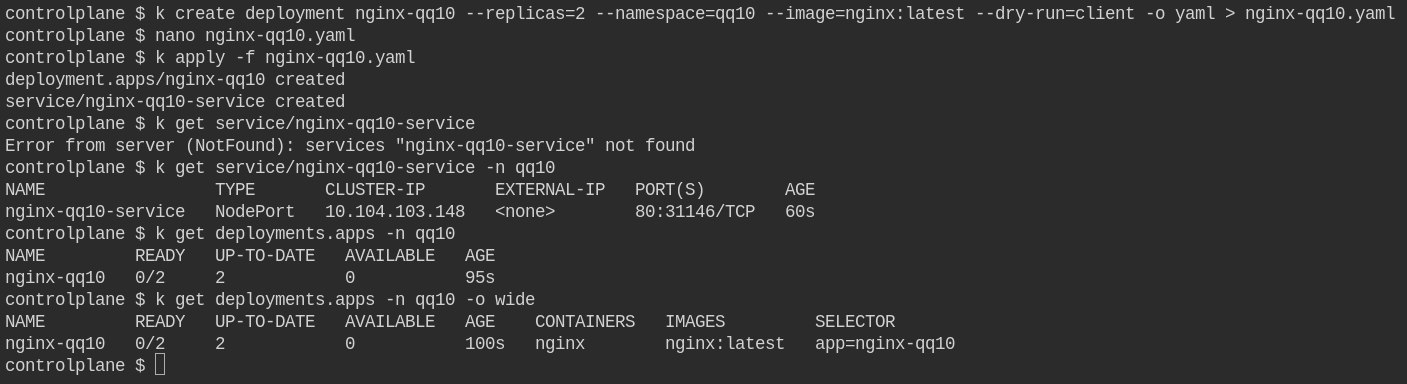 controlplane $ k create deployment nginx-qq10 --replicas=2 --namespace=qq10 --image=nginx:latest --dry-run=client -o yaml > nginx-qq10.yaml
controlplane $ nano nginx-qq10.yaml
controlplane $ k apply -f nginx-qq10.yaml
deployment.apps/nginx-qq10 created
service/nginx-qq10-service created
controlplane $ k get service/nginx-qq10-service
Error from server (NotFound): services "nginx-qq10-service" not found
controlplane $ k get service/nginx-qq10-service -n qq10
NAME                 TYPE       CLUSTER-IP       EXTERNAL-IP   PORT(S)        AGE
nginx-qq10-service   NodePort   10.104.103.148   <none>        80:31146/TCP   60s
controlplane $ k get deployments.apps -n qq10
NAME         READY   UP-TO-DATE   AVAILABLE   AGE
nginx-qq10   0/2     2            0           95s
controlplane $ k get deployments.apps -n qq10 -o wide
NAME         READY   UP-TO-DATE   AVAILABLE   AGE    CONTAINERS   IMAGES         SELECTOR
nginx-qq10   0/2     2            0           100s   nginx        nginx:latest   app=nginx-qq10
controlplane $